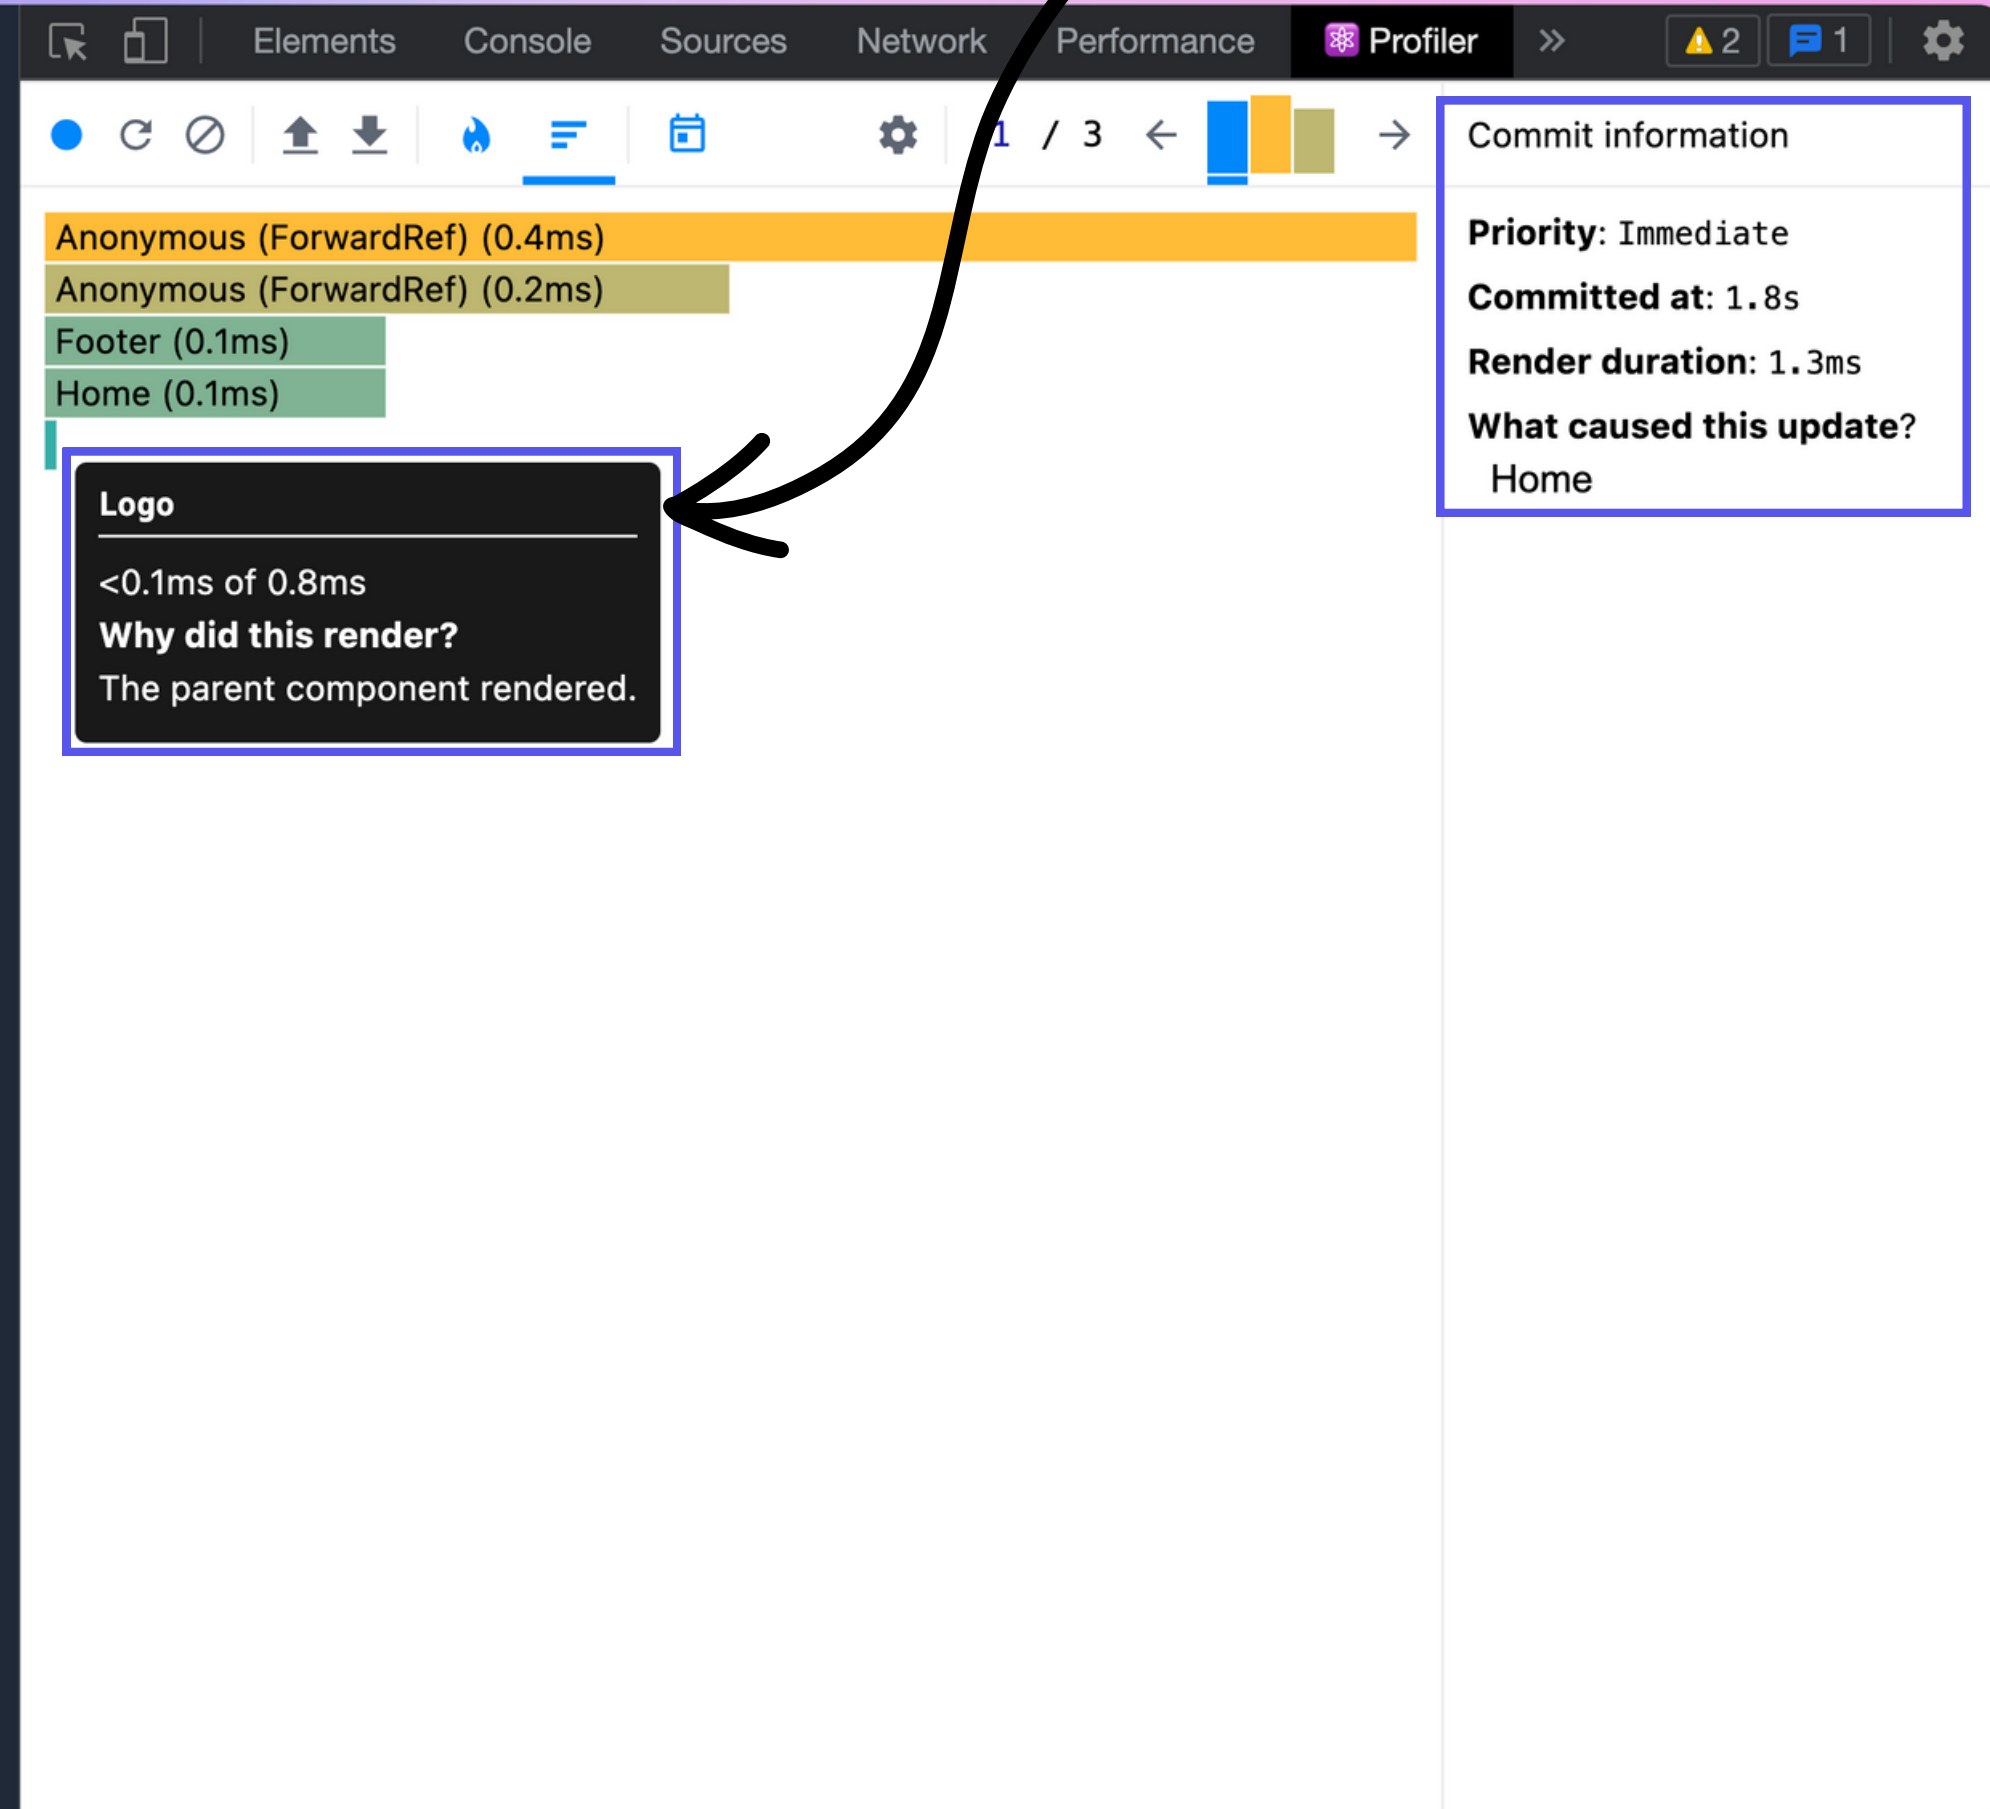 Elements Console Sources Network Performance Profiler 2 1
1 / 3
Commit information
Anonymous (ForwardRef) (0.4ms)
Anonymous (ForwardRef) (0.2ms)
Footer (0.1ms)
Home (0.1ms)
Logo
<0.1ms of 0.8ms
Why did this render?
The parent component rendered.
Priority: Immediate
Committed at: 1.8s
Render duration: 1.3ms
What caused this update?
Home